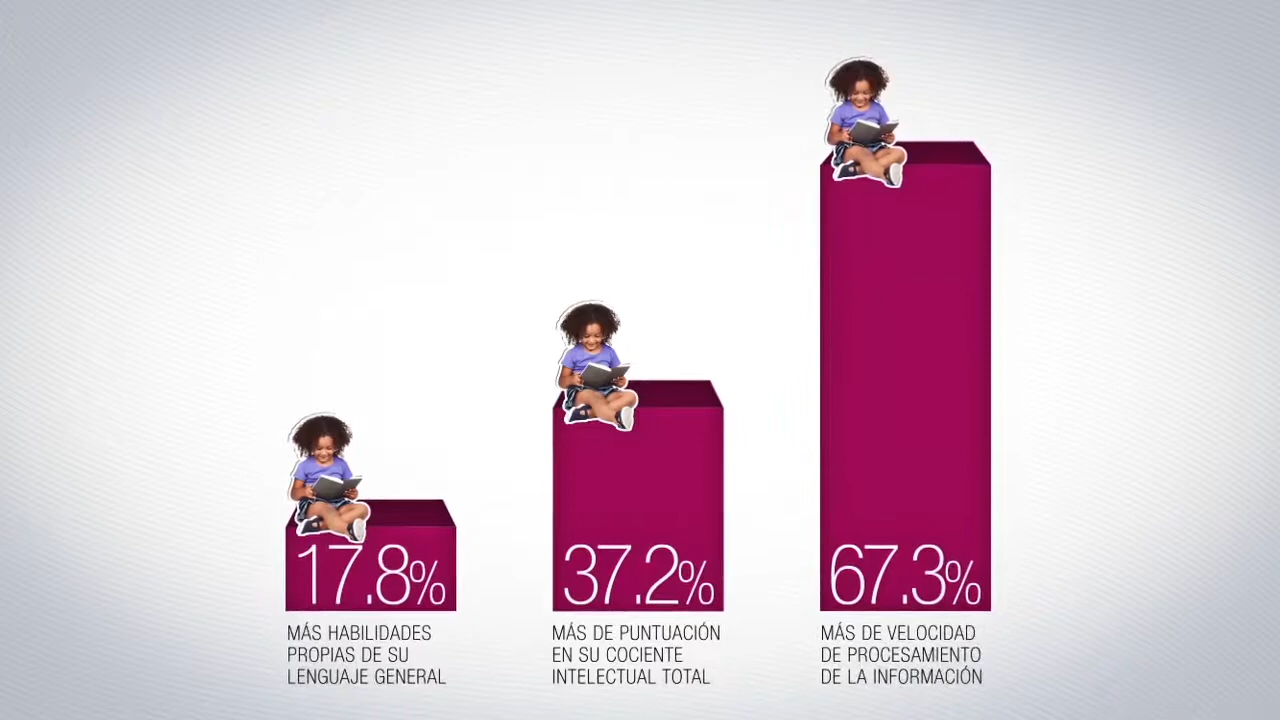 17.8%
MÁS HABILIDADES
PROPIAS DE SU
LENGUAJE GENERAL
37.2%
MÁS DE PUNTUACIÓN
EN SU COCIENTE
INTELECTUAL TOTAL
67.3%
MÁS DE VELOCIDAD
DE PROCESAMIENTO
DE LA INFORMACIÓN